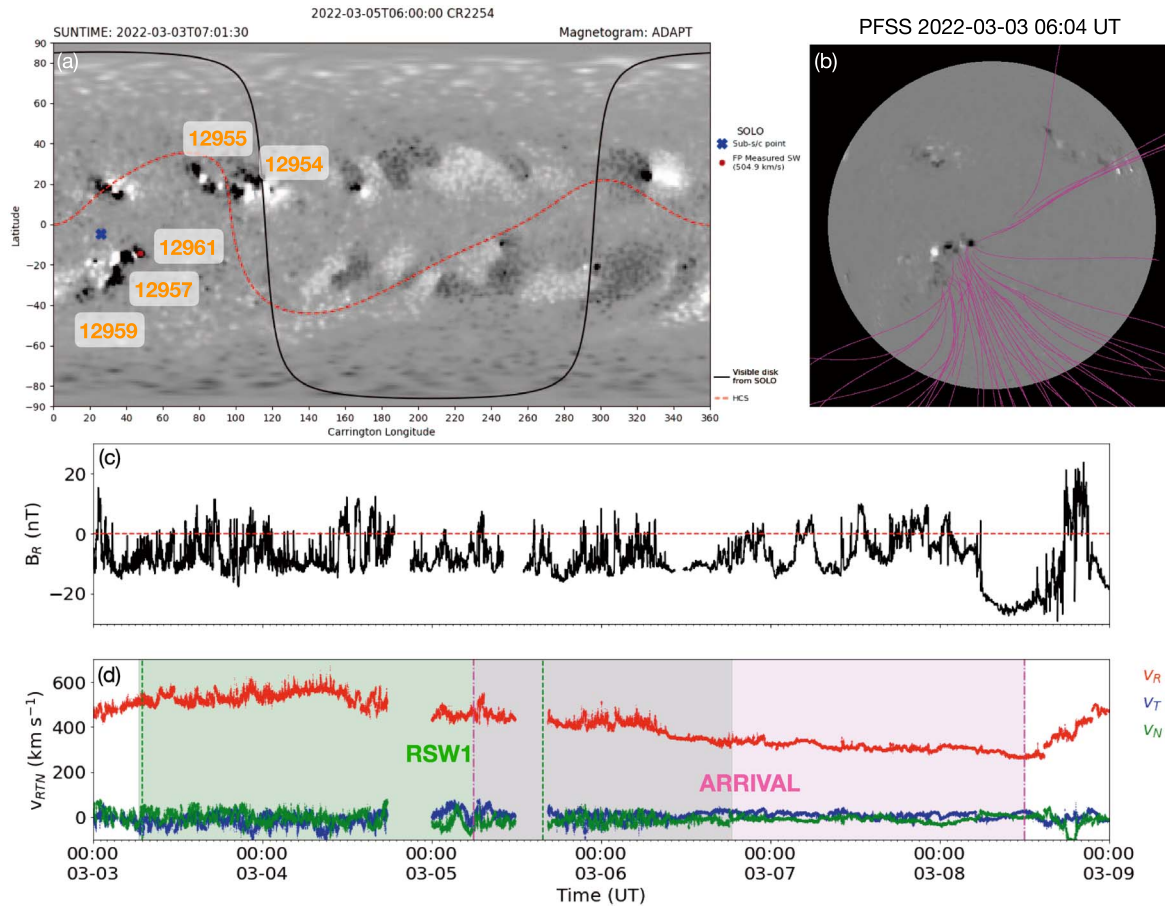 2022-03-05T06:00:00 CR2254
SUNTIME: 2022-03-03T07:01:30
Magnetogram: ADAPT
(a)
90
80
60
40
20
0
−20
−40
−60
−80
−90
Latitude
12955
12954
12961
12957
12959
0 20 40 60 80 100 120 140 160 180 200 220 240 260 280 300 320 340 360
Carrington Longitude
SOLO
Sub-s/c point
FP Measured SW
(504.9 km/s)
Visible disk
from SOLO
HCS
PFSS 2022-03-03 06:04 UT
(b)
(c)
20
0
−20
B_R (nT)
(d)
600
400
200
0
v_RTN (km s⁻¹)
RSW1
ARRIVAL
v_R
v_T
v_N
00:00 00:00 00:00 00:00 00:00 00:00 00:00
03-03 03-04 03-05 03-06 03-07 03-08 03-09
Time (UT)